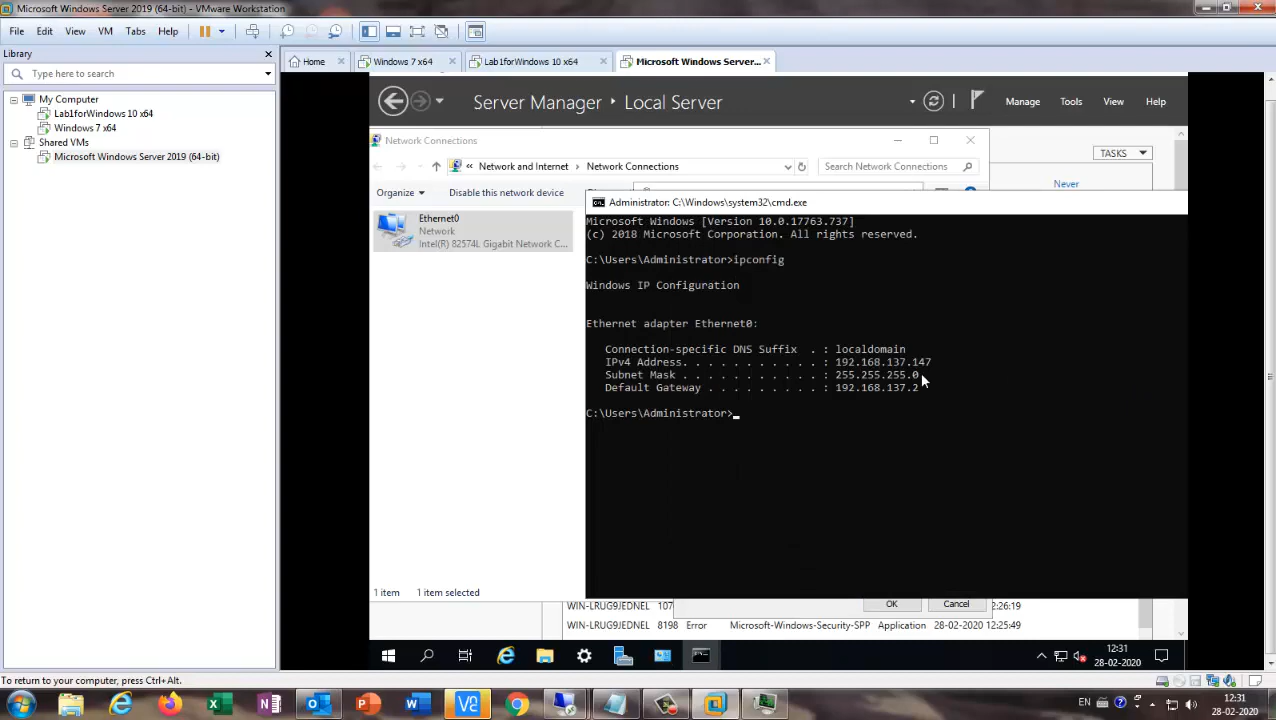 Microsoft Windows Server 2019 (64-bit) - VMware Workstation
File Edit View VM Tabs Help
Library
Type here to search
My Computer
Lab1forWindows 10 x64
Windows 7 x64
Shared VMs
Microsoft Windows Server 2019 (64-bit)
Home
Windows 7 x64
Lab1forWindows 10 x64
Microsoft Windows Server...
Server Manager Local Server
Manage Tools View Help
Network Connections
Network and Internet Network Connections
Search Network Connections
TASKS
Never
Organize
Disable this network device
Ethernet0
Network
Intel(R) 82574L Gigabit Network C...
Administrator: C:\Windows\system32\cmd.exe
Microsoft Windows [Version 10.0.17763.737]
(c) 2018 Microsoft Corporation. All rights reserved.
C:\Users\Administrator>ipconfig
Windows IP Configuration
Ethernet adapter Ethernet0:
Connection-specific DNS Suffix . : localdomain
IPv4 Address. . . . . . . . . . . : 192.168.137.147
Subnet Mask . . . . . . . . . . . : 255.255.255.0
Default Gateway . . . . . . . . . : 192.168.137.2
C:\Users\Administrator>_
1 item 1 item selected
OK Cancel
WIN-LRUG9JEDNEL 107 2:26:19
WIN-LRUG9JEDNEL 8198 Error Microsoft-Windows-Security-SPP Application 28-02-2020 12:25:49
12:31
28-02-2020
To return to your computer, press Ctrl+Alt.
EN
12:31
28-02-2020